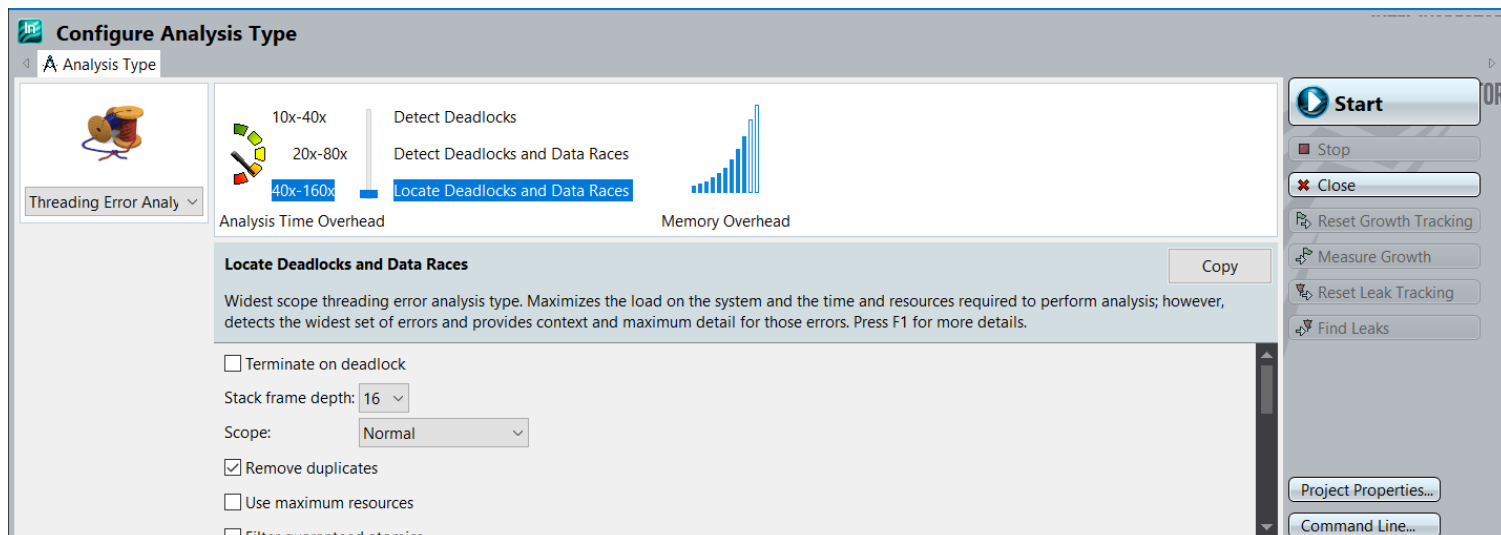 Configure Analysis Type
Analysis Type
Threading Error Analy
10x-40x Detect Deadlocks
20x-80x Detect Deadlocks and Data Races
40x-160x Locate Deadlocks and Data Races
Analysis Time Overhead Memory Overhead
Locate Deadlocks and Data Races
Copy
Widest scope threading error analysis type. Maximizes the load on the system and the time and resources required to perform analysis; however,
detects the widest set of errors and provides context and maximum detail for those errors. Press F1 for more details.
Terminate on deadlock
Stack frame depth: 16
Scope: Normal
Remove duplicates
Use maximum resources
Start
Stop
Close
Reset Growth Tracking
Measure Growth
Reset Leak Tracking
Find Leaks
Project Properties...
Command Line...